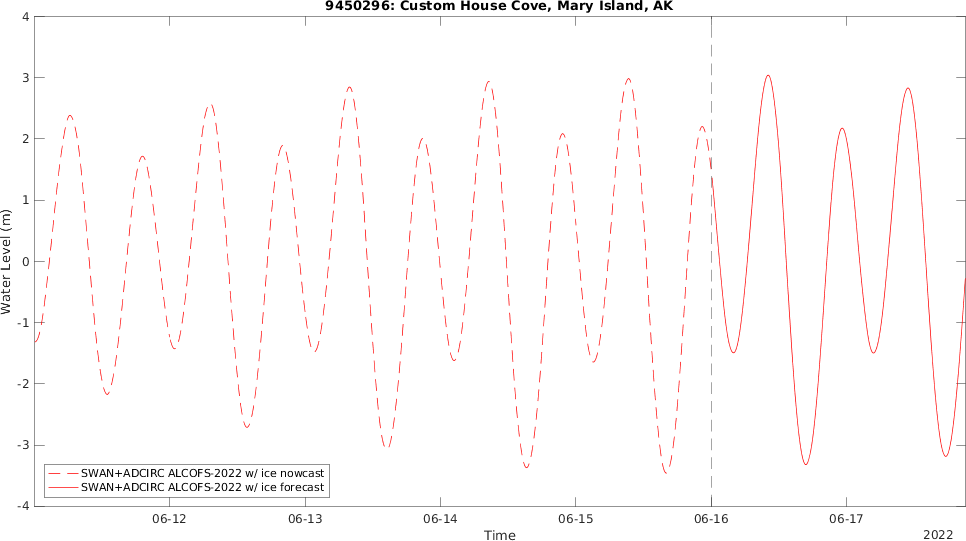 9450296: Custom House Cove, Mary Island, AK
4
3
2
1
0
-1
-2
-3
-4
Water Level (m)
SWAN+ADCIRC ALCOFS-2022 w/ ice nowcast
SWAN+ADCIRC ALCOFS-2022 w/ ice forecast
06-12 06-13 06-14 06-15 06-16 06-17
Time
2022